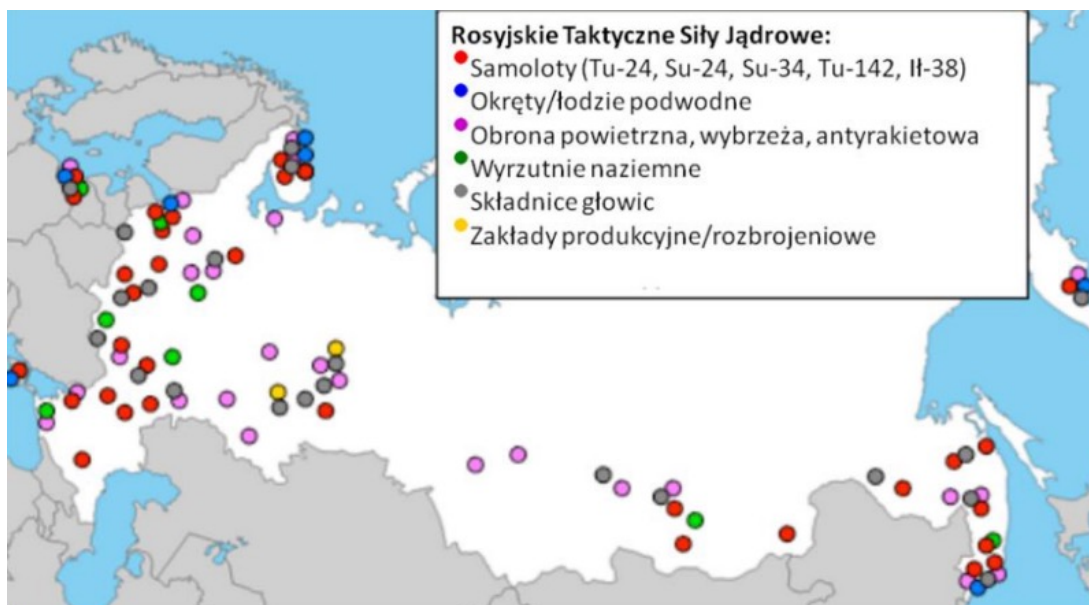 Rosyjskie Taktyczne Siły Jądrowe:
Samoloty (Tu-24, Su-24, Su-34, Tu-142, Ił-38)
Okręty/łodzie podwodne
Obrona powietrzna, wybrzeża, antyrakietowa
Wyrzutnie naziemne
Składnice głowic
Zakłady produkcyjne/rozbrojeniowe